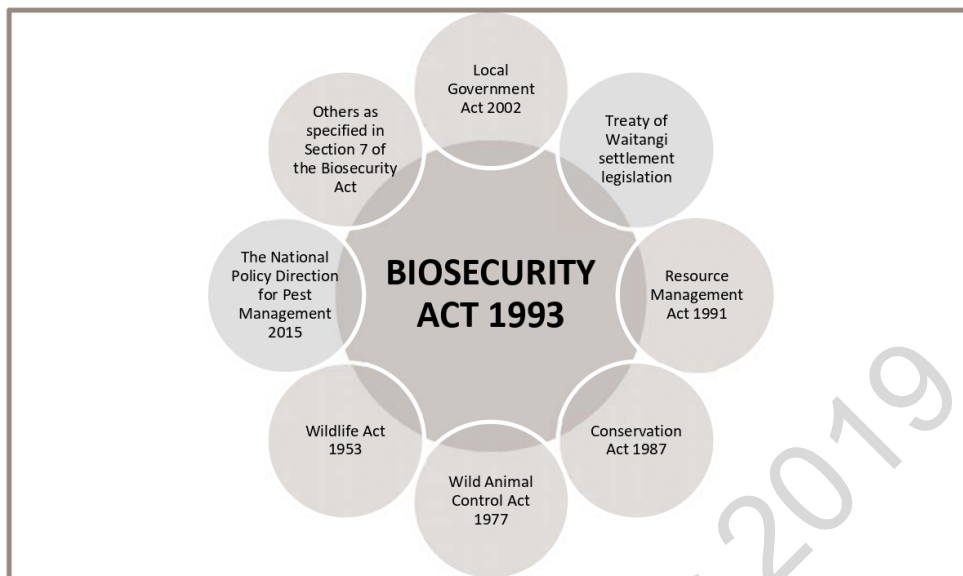 Local
Government
Act 2002
Treaty of
Waitangi
settlement
legislation
Resource
Management
Act 1991
Conservation
Act 1987
Wild Animal
Control Act
1977
Wildlife Act
1953
The National
Policy Direction
for Pest
Management
2015
Others as
specified in
Section 7 of
the Biosecurity
Act
BIOSECURITY
ACT 1993
2019